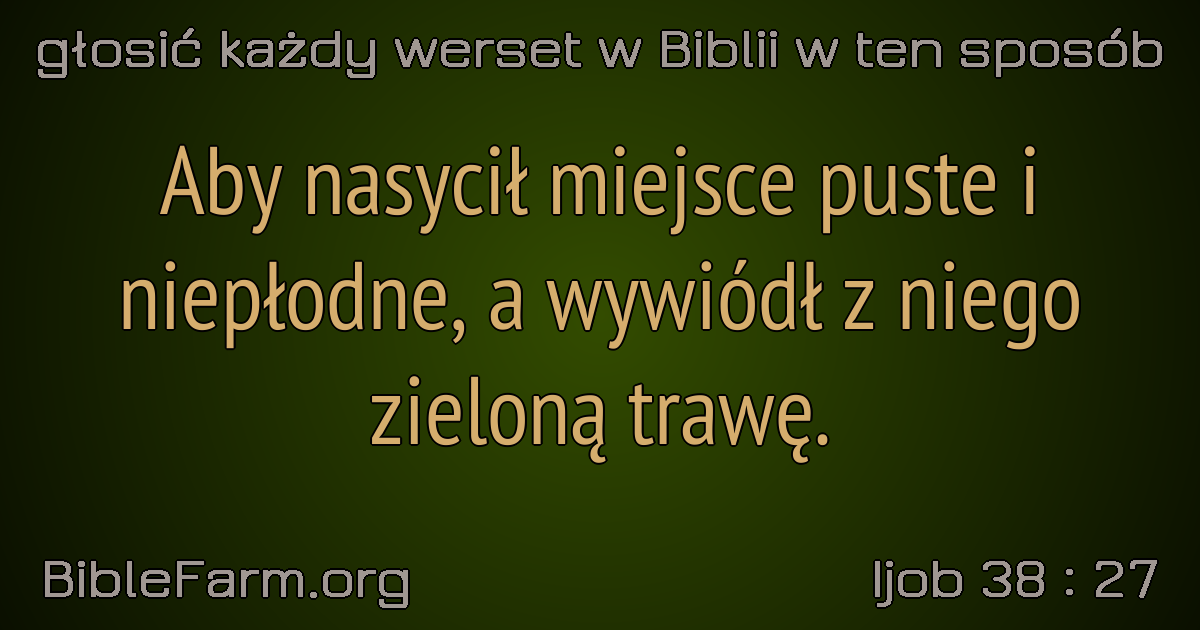 głosić każdy werset w Biblii w ten sposób
Aby nasycił miejsce puste i
niepłodne, a wywiódł z niego
zieloną trawę.
BibleFarm.org
Ijob 38 : 27